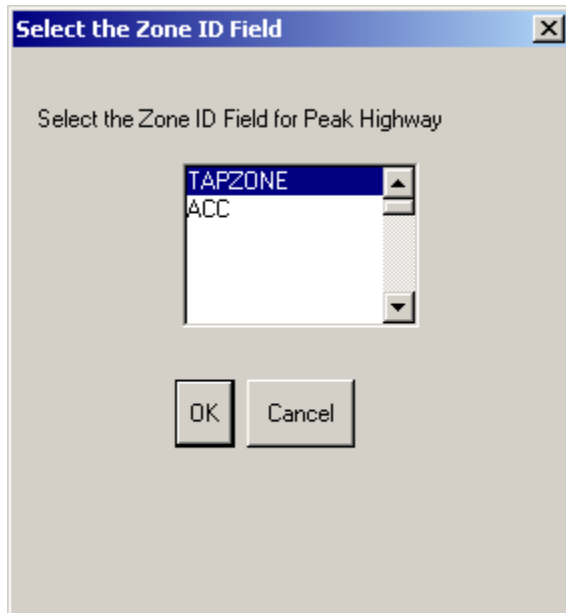 Select the Zone ID Field
Select the Zone ID Field for Peak Highway
TAPZONE
ACC
OK
Cancel